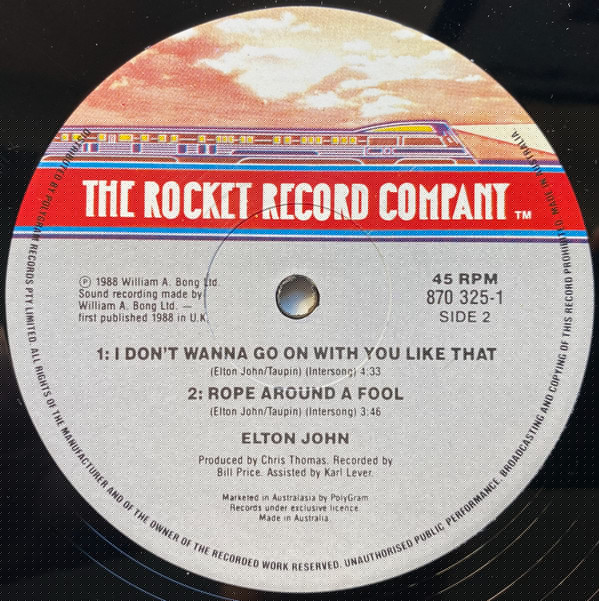 THE ROCKET RECORD COMPANY TM
℗ 1988 William A. Bong Ltd.
Sound recording made by
William A. Bong Ltd. —
first published 1988 in U.K.
45 RPM
870 325-1
SIDE 2
1: I DON'T WANNA GO ON WITH YOU LIKE THAT
(Elton John/Taupin) (Intersong) 4:33
2: ROPE AROUND A FOOL
(Elton John/Taupin) (Intersong) 3:46
ELTON JOHN
Produced by Chris Thomas. Recorded by
Bill Price. Assisted by Karl Lever.
Marketed in Australasia by PolyGram
Records under exclusive licence.
Made in Australia.
DISTRIBUTED BY POLYGRAM RECORDS PTY LIMITED. ALL RIGHTS OF THE MANUFACTURER AND OF THE OWNER OF THE RECORDED WORK RESERVED. UNAUTHORISED PUBLIC PERFORMANCE, BROADCASTING AND COPYING OF THIS RECORD PROHIBITED. MADE IN AUSTRALIA